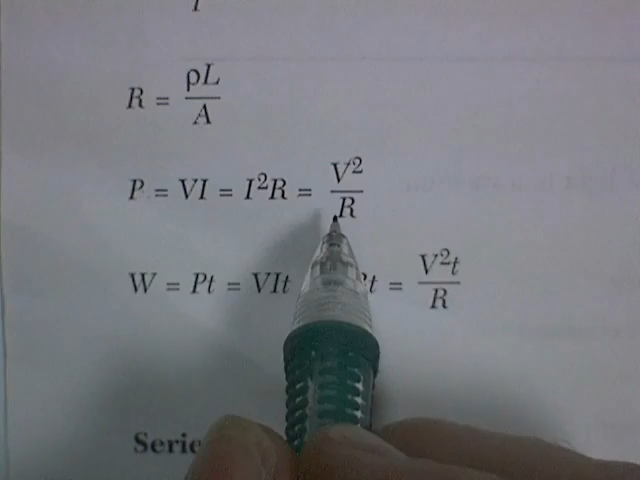 R = ρL/A
P = VI = I²R = V²/R
W = Pt = VIt t = V²t/R
Serie